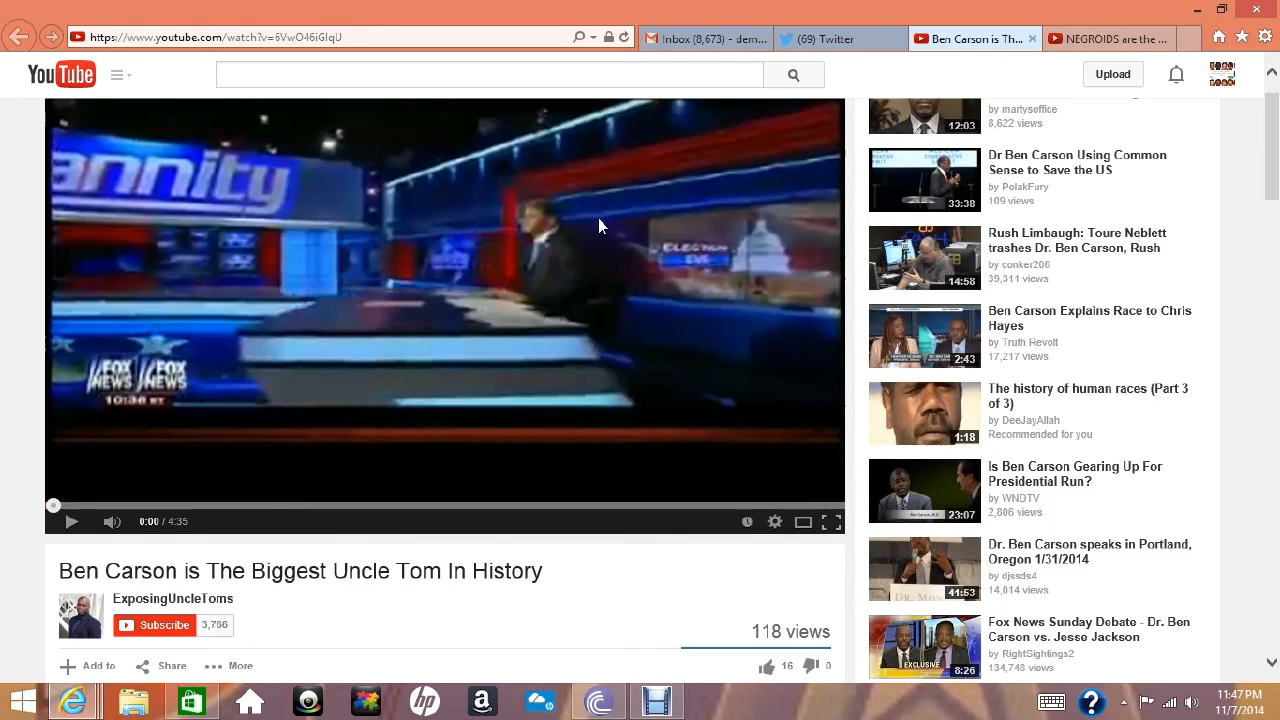 https://www.youtube.com/watch?v=6VwO46iGIqU
Inbox (8,673) - dem...
(69) Twitter
Ben Carson is Th...
NEGROIDS are the ...
YouTube
Upload
by martysoffice
8,622 views
12:03
Dr Ben Carson Using Common
Sense to Save the US
by PolakFury
109 views
33:38
Rush Limbaugh: Toure Neblett
trashes Dr. Ben Carson, Rush
by conker206
39,311 views
14:58
Ben Carson Explains Race to Chris
Hayes
by Truth Revolt
17,217 views
2:43
The history of human races (Part 3
of 3)
by DeeJayAllah
Recommended for you
1:18
Is Ben Carson Gearing Up For
Presidential Run?
by WNDTV
2,806 views
23:07
Dr. Ben Carson speaks in Portland,
Oregon 1/31/2014
by djssds4
14,014 views
41:53
Fox News Sunday Debate - Dr. Ben
Carson vs. Jesse Jackson
by RightSightings2
134,748 views
EXCLUSIVE
8:26
NEWS NEWS
10:30 ET
0:00 / 4:35
Ben Carson is The Biggest Uncle Tom In History
ExposingUncleToms
Subscribe 3,766
118 views
Add to Share More
16 0
11:47 PM
11/7/2014